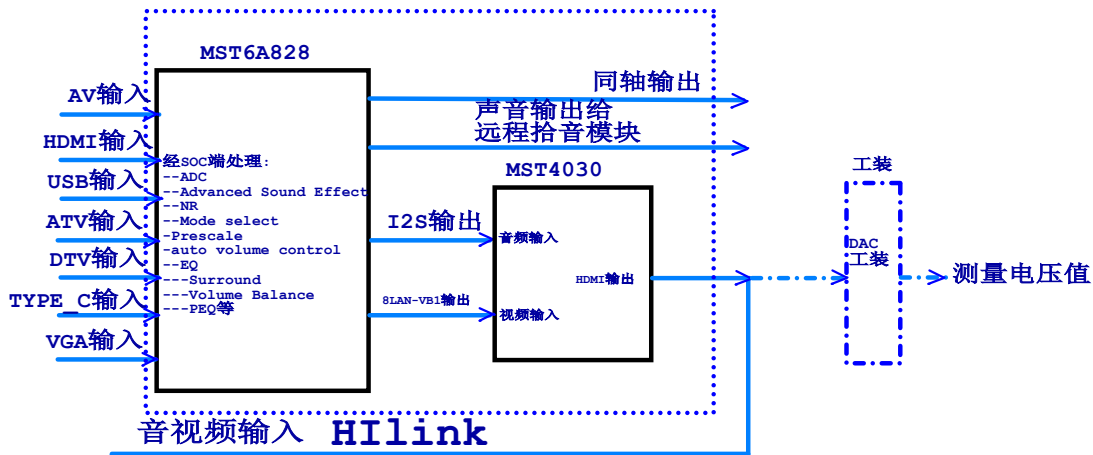 MST6A828
AV输入
HDMI输入
USB输入
ATV输入
DTV输入
TYPE_C输入
VGA输入
经SOC端处理:
--ADC
--Advanced Sound Effect
--NR
--Mode select
-Prescale
-auto volume control
--EQ
---Surround
---Volume Balance
---PEQ等
同轴输出
声音输出给
远程拾音模块
MST4030
I2S输出
音频输入
HDMI输出
8LAN-VB1输出
视频输入
工装
DAC
工装
测量电压值
音视频输入 HIlink